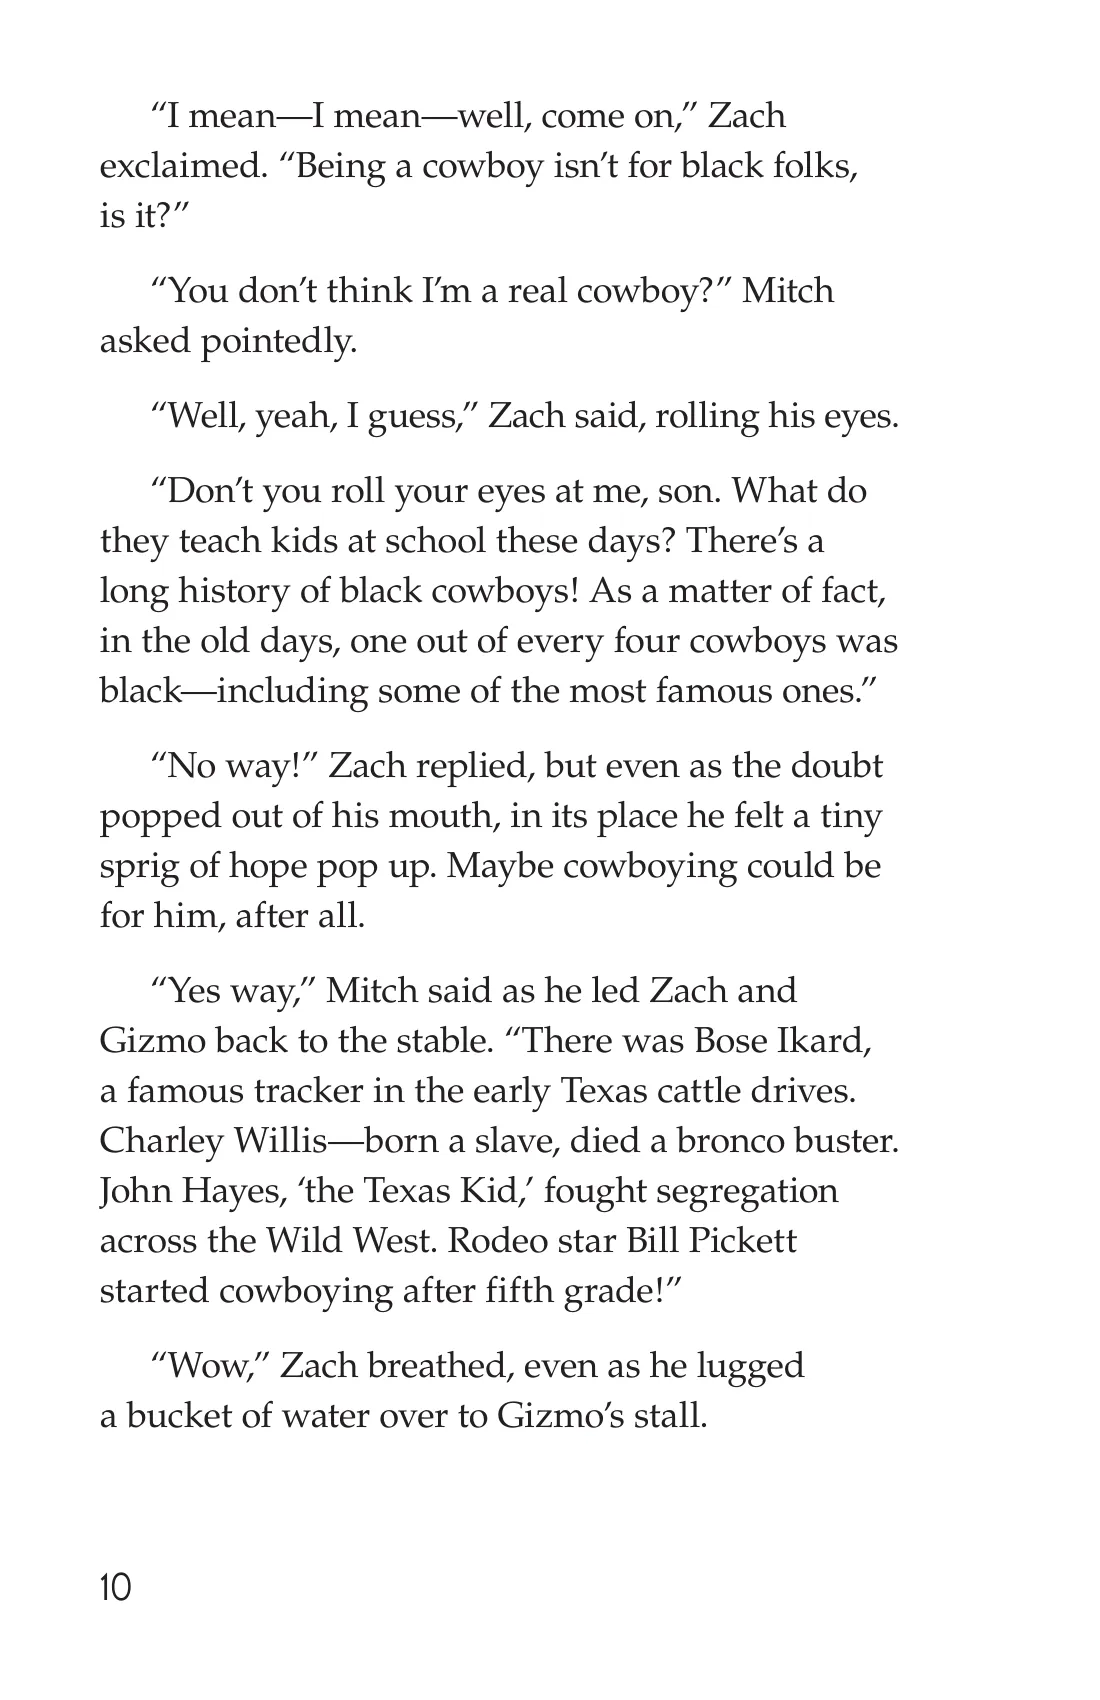 “I mean—I mean—well, come on,” Zach
exclaimed. “Being a cowboy isn’t for black folks,
is it?”
“You don’t think I’m a real cowboy?” Mitch
asked pointedly.
“Well, yeah, I guess,” Zach said, rolling his eyes.
“Don’t you roll your eyes at me, son. What do
they teach kids at school these days? There’s a
long history of black cowboys! As a matter of fact,
in the old days, one out of every four cowboys was
black—including some of the most famous ones.”
“No way!” Zach replied, but even as the doubt
popped out of his mouth, in its place he felt a tiny
sprig of hope pop up. Maybe cowboying could be
for him, after all.
“Yes way,” Mitch said as he led Zach and
Gizmo back to the stable. “There was Bose Ikard,
a famous tracker in the early Texas cattle drives.
Charley Willis—born a slave, died a bronco buster.
John Hayes, ‘the Texas Kid,’ fought segregation
across the Wild West. Rodeo star Bill Pickett
started cowboying after fifth grade!”
“Wow,” Zach breathed, even as he lugged
a bucket of water over to Gizmo’s stall.
10